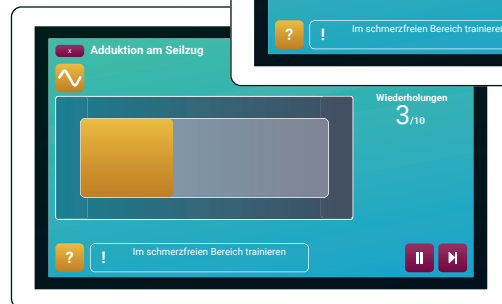 ? ! Im schmerzfreien Bereich trainieren
x Adduktion am Seilzug
Wiederholungen
3/10
? ! Im schmerzfreien Bereich trainieren